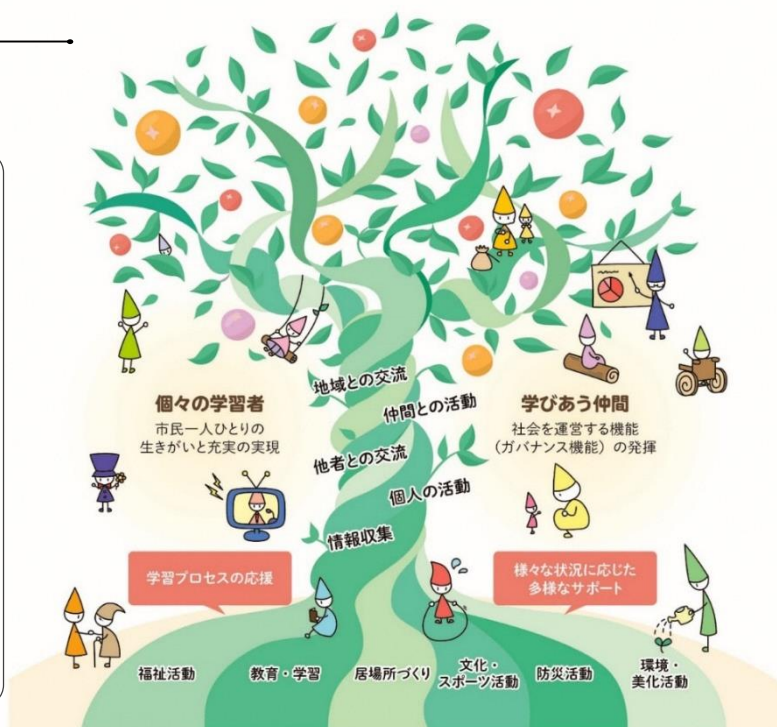 地域との交流
仲間との活動
個々の学習者
市民一人ひとりの
生きがいと充実の実現
学びあう仲間
社会を運営する機能
(ガバナンス機能)の発揮
他者との交流
個人の活動
情報収集
学習プロセスの応援
様々な状況に応じた
多様なサポート
福祉活動
教育・学習
居場所づくり
文化・
スポーツ活動
防災活動
環境・
美化活動